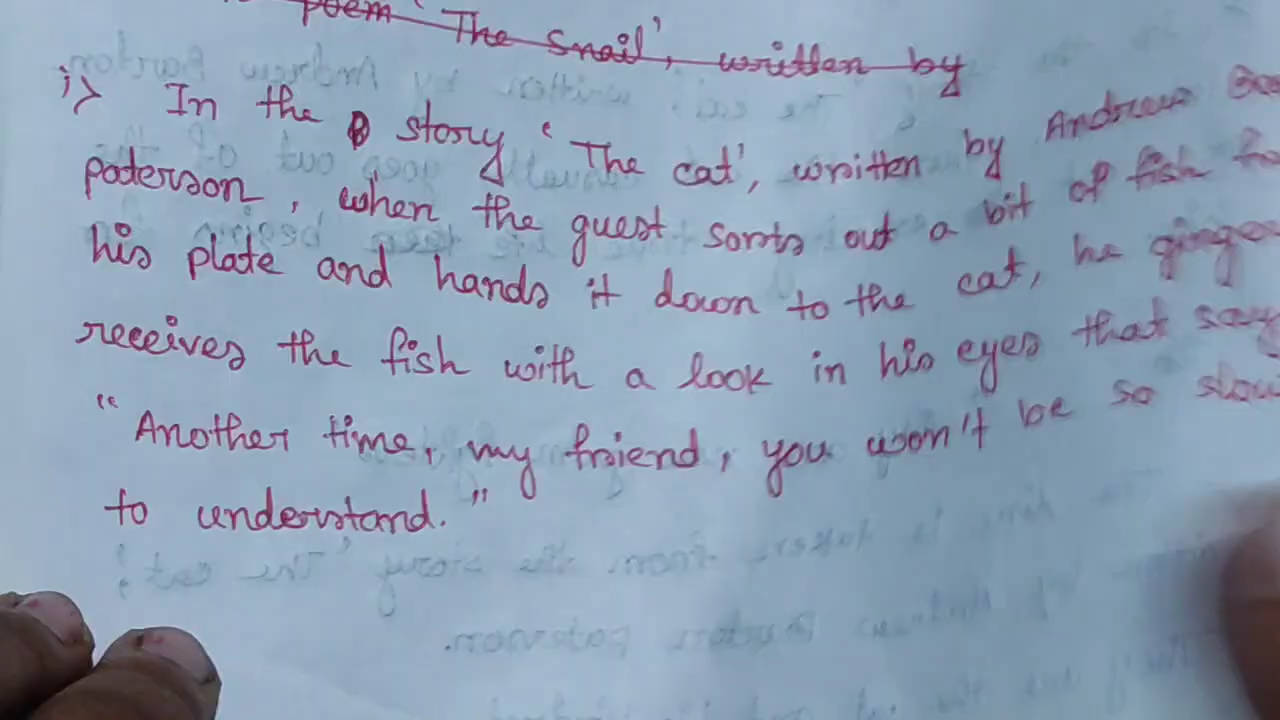 poem 'The Snail', written by
i> In the story 'The cat', written by Andrew
paterson, when the guest sorts out a bit of fish
his plate and hands it down to the cat, he
receives the fish with a look in his eyes that say
"Another time, my friend, you won't be so slow
to understand."